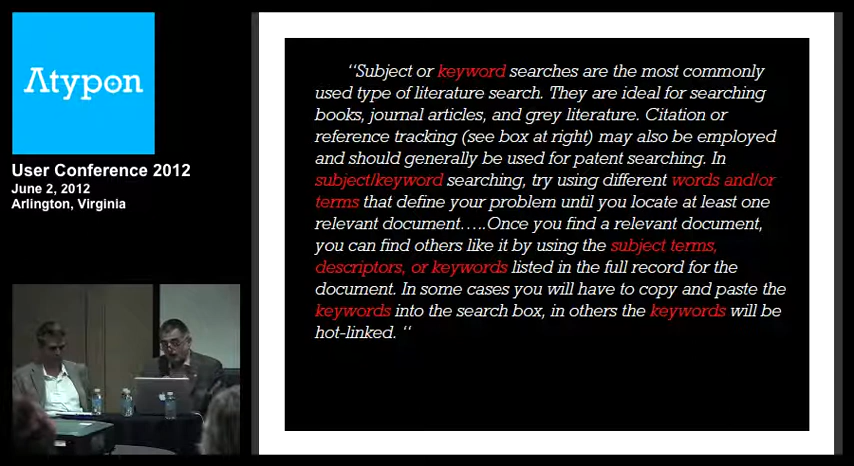 Atypon
User Conference 2012
June 2, 2012
Arlington, Virginia
“Subject or keyword searches are the most commonly
used type of literature search. They are ideal for searching
books, journal articles, and grey literature. Citation or
reference tracking (see box at right) may also be employed
and should generally be used for patent searching. In
subject/keyword searching, try using different words and/or
terms that define your problem until you locate at least one
relevant document…..Once you find a relevant document,
you can find others like it by using the subject terms,
descriptors, or keywords listed in the full record for the
document. In some cases you will have to copy and paste the
keywords into the search box, in others the keywords will be
hot-linked. “